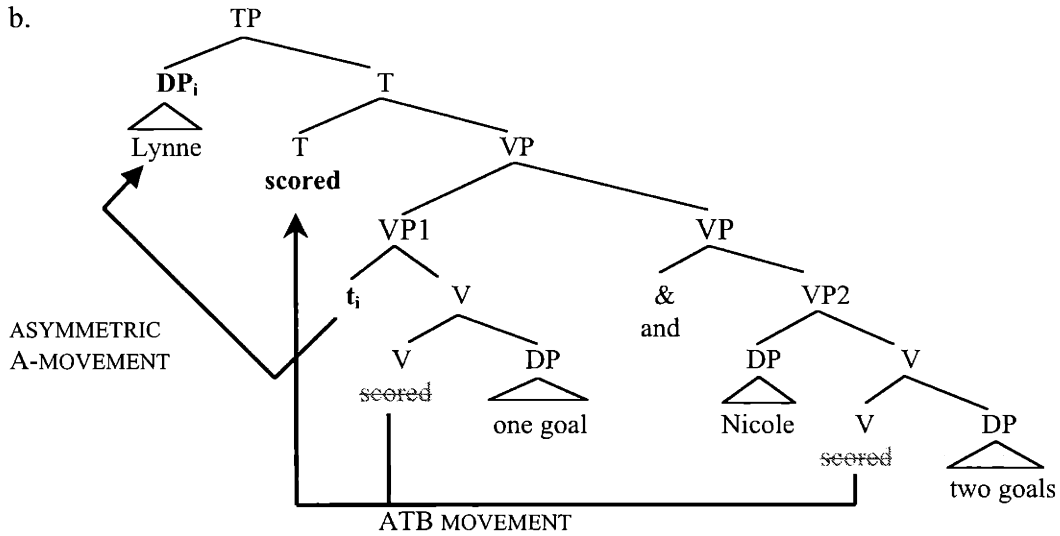 b.
TP
DPi T
Lynne T VP
scored
VP1 VP
ti V & VP2
and
ASYMMETRIC
A-MOVEMENT
V DP DP V
scored one goal Nicole V DP
scored two goals
ATB MOVEMENT